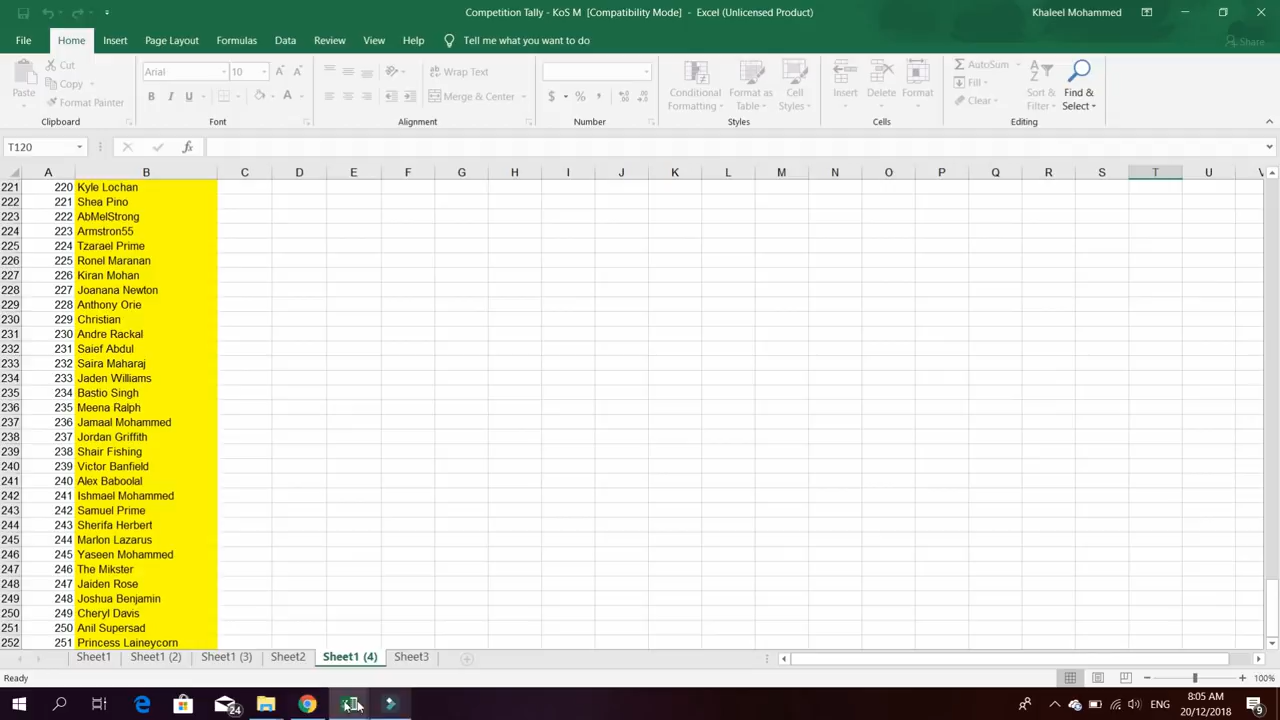 Competition Tally - KoS M [Compatibility Mode] - Excel (Unlicensed Product)
Khaleel Mohammed
File Home Insert Page Layout Formulas Data Review View Help Tell me what you want to do Share
Paste Cut Copy Format Painter Clipboard
Arial 10 Font
Wrap Text Merge & Center Alignment
Number
Conditional Formatting Format as Table Cell Styles Styles
Insert Delete Format Cells
AutoSum Fill Clear Sort & Filter Find & Select Editing
T120 fx
A B C D E F G H I J K L M N O P Q R S T U V
221 220 Kyle Lochan
222 221 Shea Pino
223 222 AbMelStrong
224 223 Armstron55
225 224 Tzarael Prime
226 225 Ronel Maranan
227 226 Kiran Mohan
228 227 Joanana Newton
229 228 Anthony Orie
230 229 Christian
231 230 Andre Rackal
232 231 Saief Abdul
233 232 Saira Maharaj
234 233 Jaden Williams
235 234 Bastio Singh
236 235 Meena Ralph
237 236 Jamaal Mohammed
238 237 Jordan Griffith
239 238 Shair Fishing
240 239 Victor Banfield
241 240 Alex Baboolal
242 241 Ishmael Mohammed
243 242 Samuel Prime
244 243 Sherifa Herbert
245 244 Marlon Lazarus
246 245 Yaseen Mohammed
247 246 The Mikster
248 247 Jaiden Rose
249 248 Joshua Benjamin
250 249 Cheryl Davis
251 250 Anil Supersad
252 251 Princess Laineycorn
Sheet1 Sheet1 (2) Sheet1 (3) Sheet2 Sheet1 (4) Sheet3
Ready 100%
24 ENG 8:05 AM
20/12/2018 9